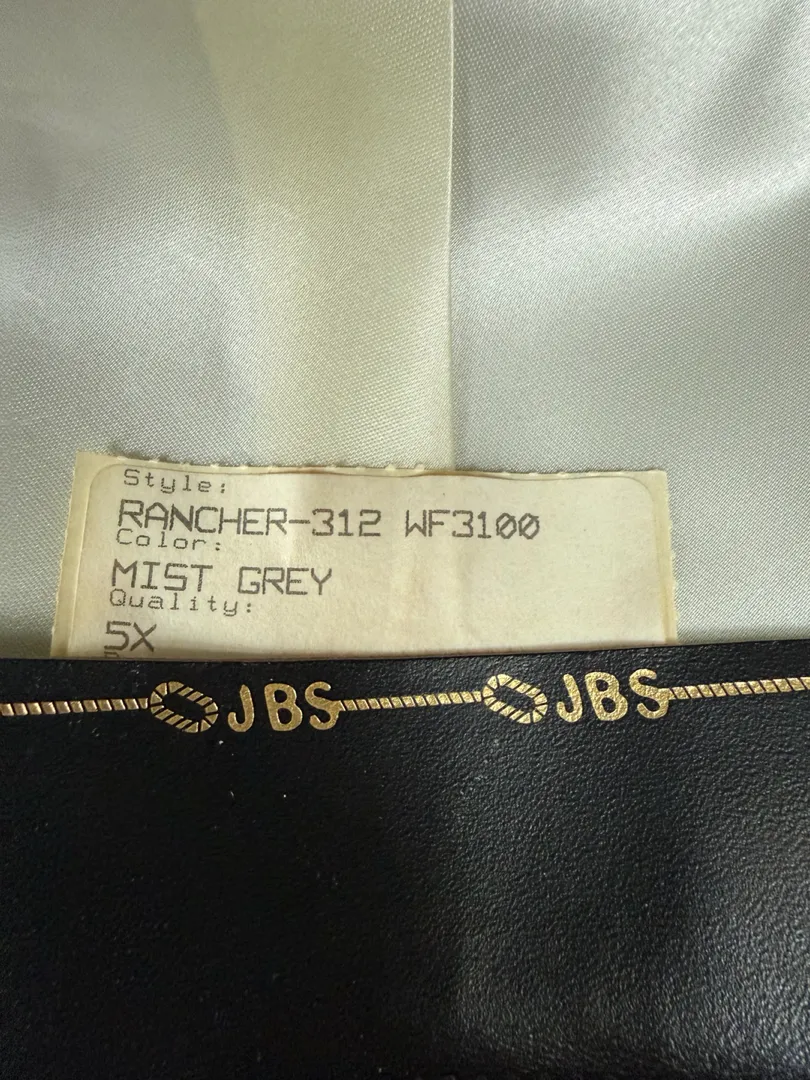 Style:
RANCHER-312 WF3100
Color:
MIST GREY
Quality:
5X
JBS JBS